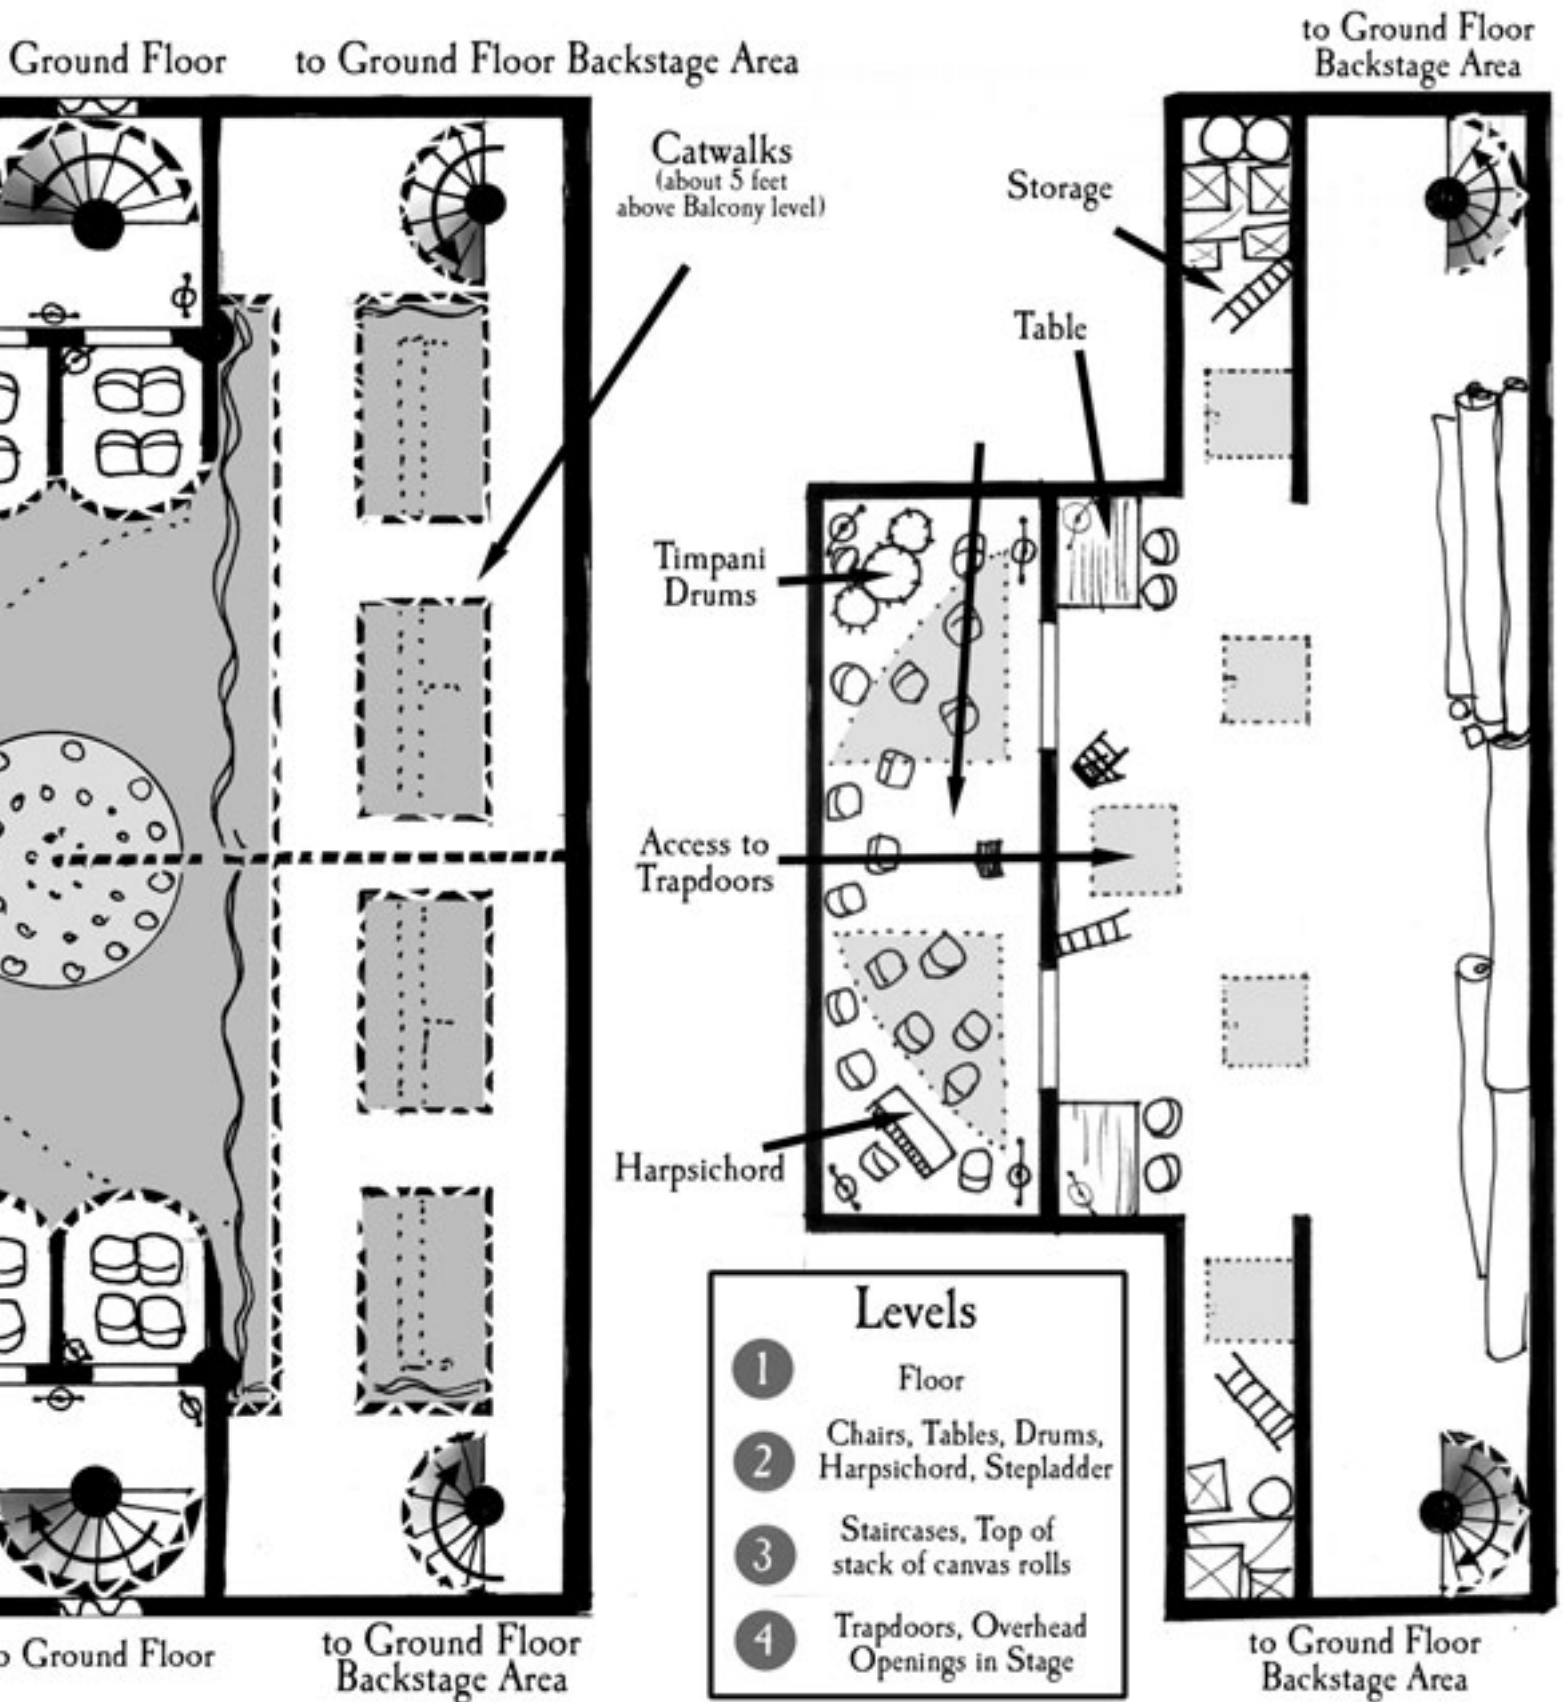 Ground Floor
to Ground Floor Backstage Area
to Ground Floor
Backstage Area
Catwalks
(about 5 feet
above Balcony level)
Storage
Table
Timpani
Drums
Access to
Trapdoors
Harpsichord
Levels
1 Floor
2 Chairs, Tables, Drums,
Harpsichord, Stepladder
3 Staircases, Top of
stack of canvas rolls
4 Trapdoors, Overhead
Openings in Stage
o Ground Floor
to Ground Floor
Backstage Area
to Ground Floor
Backstage Area